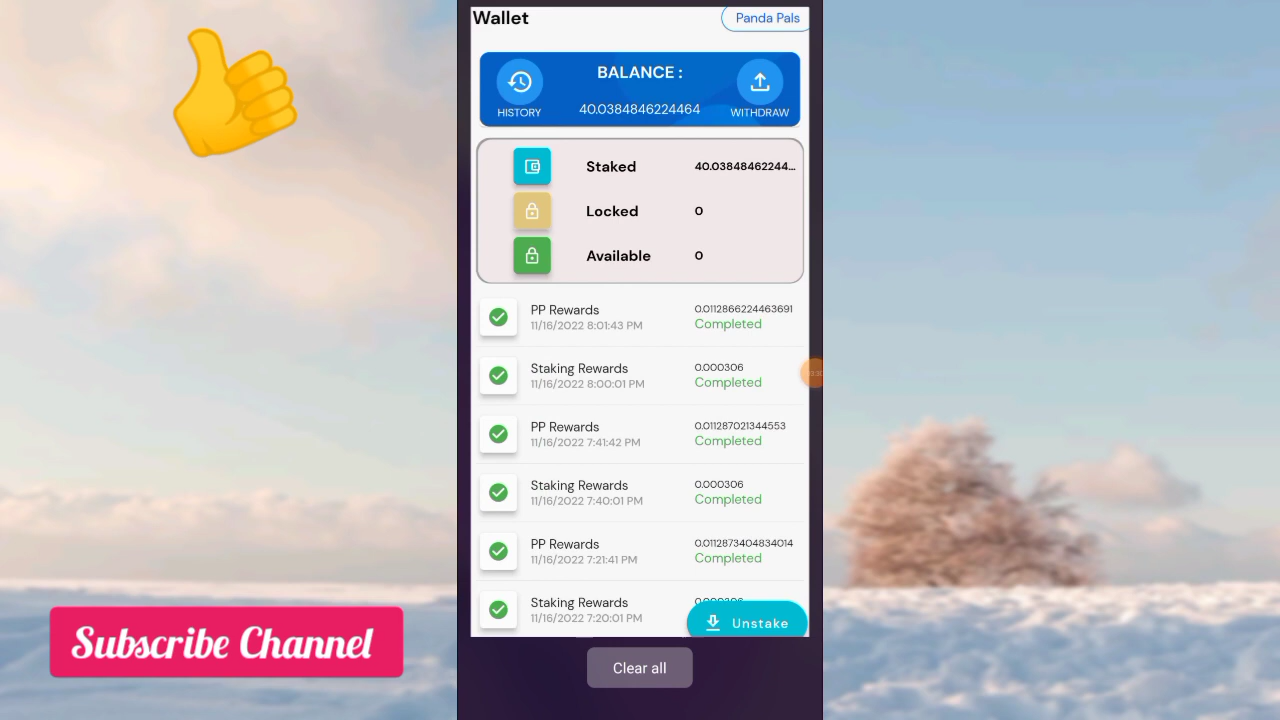 Wallet
Panda Pals
BALANCE :
HISTORY
40.0384846224464
WITHDRAW
Staked
40.03848462244...
Locked
0
Available
0
PP Rewards
0.0112866224463691
11/16/2022 8:01:43 PM
Completed
Staking Rewards
0.000306
11/16/2022 8:00:01 PM
Completed
PP Rewards
0.011287021344553
11/16/2022 7:41:42 PM
Completed
Staking Rewards
0.000306
11/16/2022 7:40:01 PM
Completed
PP Rewards
0.0112873404834014
11/16/2022 7:21:41 PM
Completed
Staking Rewards
11/16/2022 7:20:01 PM
Unstake
Subscribe Channel
Clear all